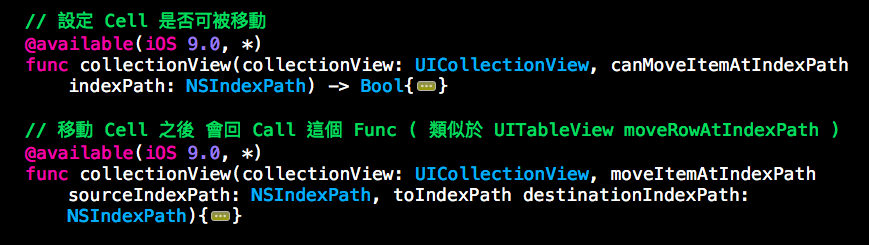 // 設定 Cell 是否可被移動
@available(iOS 9.0, *)
func collectionView(collectionView: UICollectionView, canMoveItemAtIndexPath
indexPath: NSIndexPath) -> Bool{...}
// 移動 Cell 之後 會回 Call 這個 Func ( 類似於 UITableView moveRowAtIndexPath )
@available(iOS 9.0, *)
func collectionView(collectionView: UICollectionView, moveItemAtIndexPath
sourceIndexPath: NSIndexPath, toIndexPath destinationIndexPath:
NSIndexPath){...}